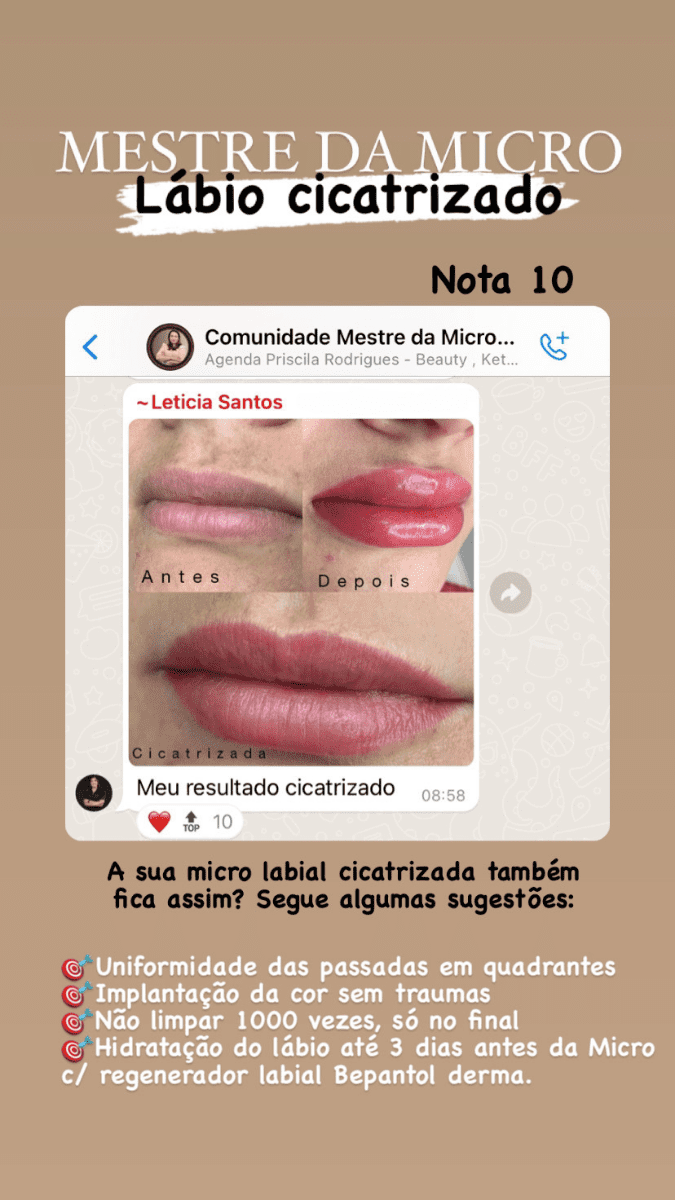 MESTRE DA MICRO
Lábio cicatrizado
Nota 10
Comunidade Mestre da Micro...
Agenda Priscila Rodrigues - Beauty , Ket...
~Leticia Santos
Antes
Depois
Cicatrizada
Meu resultado cicatrizado
08:58
❤️ 🔝 10
A sua micro labial cicatrizada também
fica assim? Segue algumas sugestões:
🎯Uniformidade das passadas em quadrantes
🎯Implantação da cor sem traumas
🎯Não limpar 1000 vezes, só no final
🎯Hidratação do lábio até 3 dias antes da Micro
c/ regenerador labial Bepantol derma.